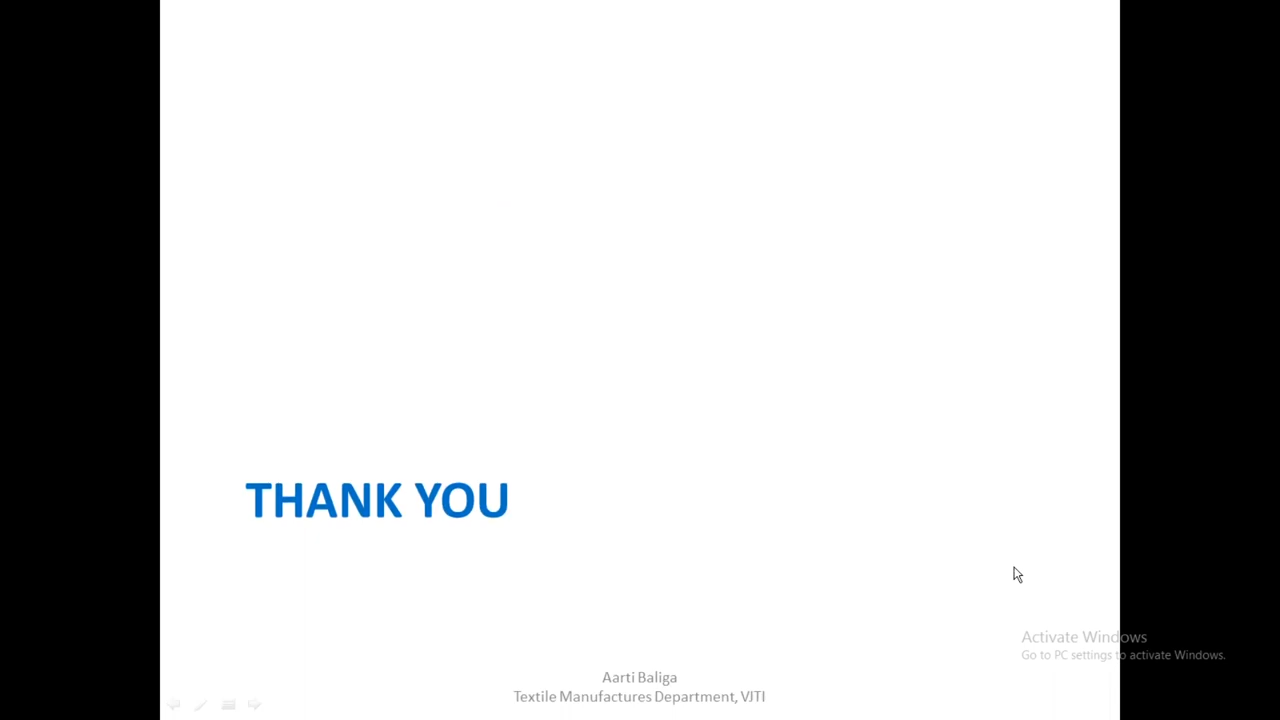 THANK YOU
Activate Windows
Go to PC settings to activate Windows.
Aarti Baliga
Textile Manufactures Department, VJTI